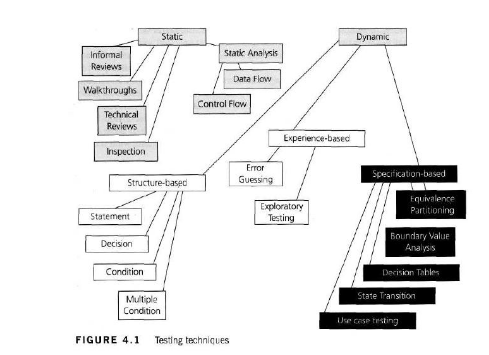 Static
Dynamic
Informal
Reviews
Static Analysis
Data Flow
Walkthroughs
Control Flow
Technical
Reviews
Experience-based
Inspection
Error
Guessing
Specification-based
Structure-based
Equivalence
Partitioning
Exploratory
Testing
Statement
Boundary Value
Analysis
Decision
Condition
Decision Tables
Multiple
Condition
State Transition
Use case testing
FIGURE 4.1 Testing techniques